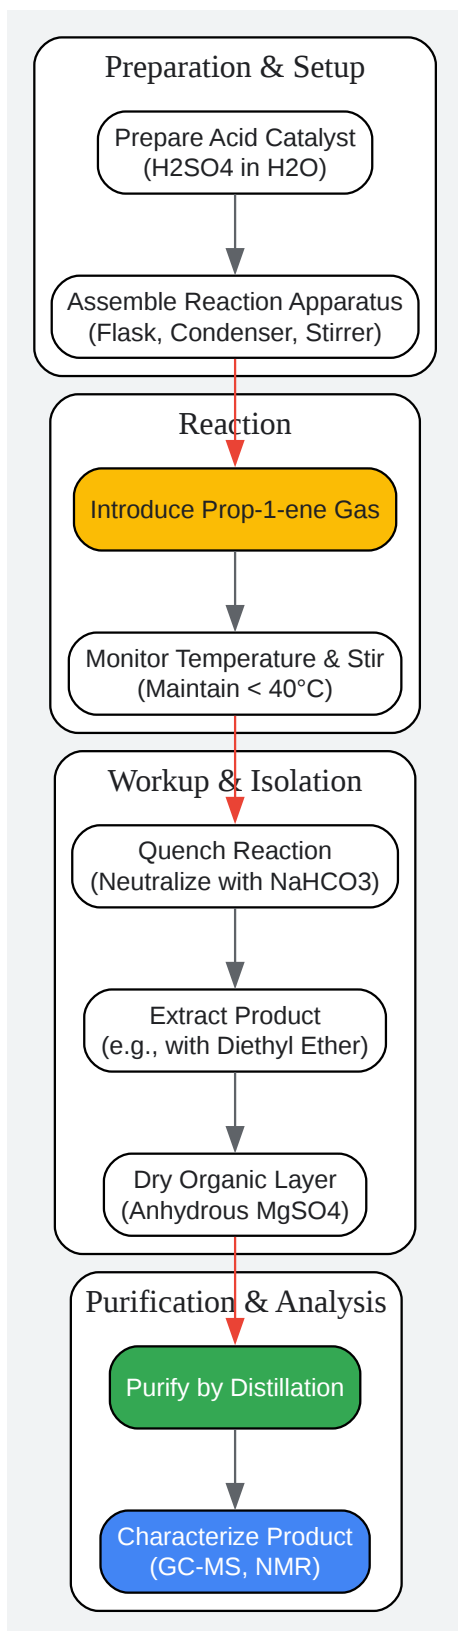 Preparation & Setup
Prepare Acid Catalyst
(H2SO4 in H2O)
Assemble Reaction Apparatus
(Flask, Condenser, Stirrer)
Reaction
Introduce Prop-1-ene Gas
Monitor Temperature & Stir
(Maintain < 40°C)
Workup & Isolation
Quench Reaction
(Neutralize with NaHCO3)
Extract Product
(e.g., with Diethyl Ether)
Dry Organic Layer
(Anhydrous MgSO4)
Purification & Analysis
Purify by Distillation
Characterize Product
(GC-MS, NMR)